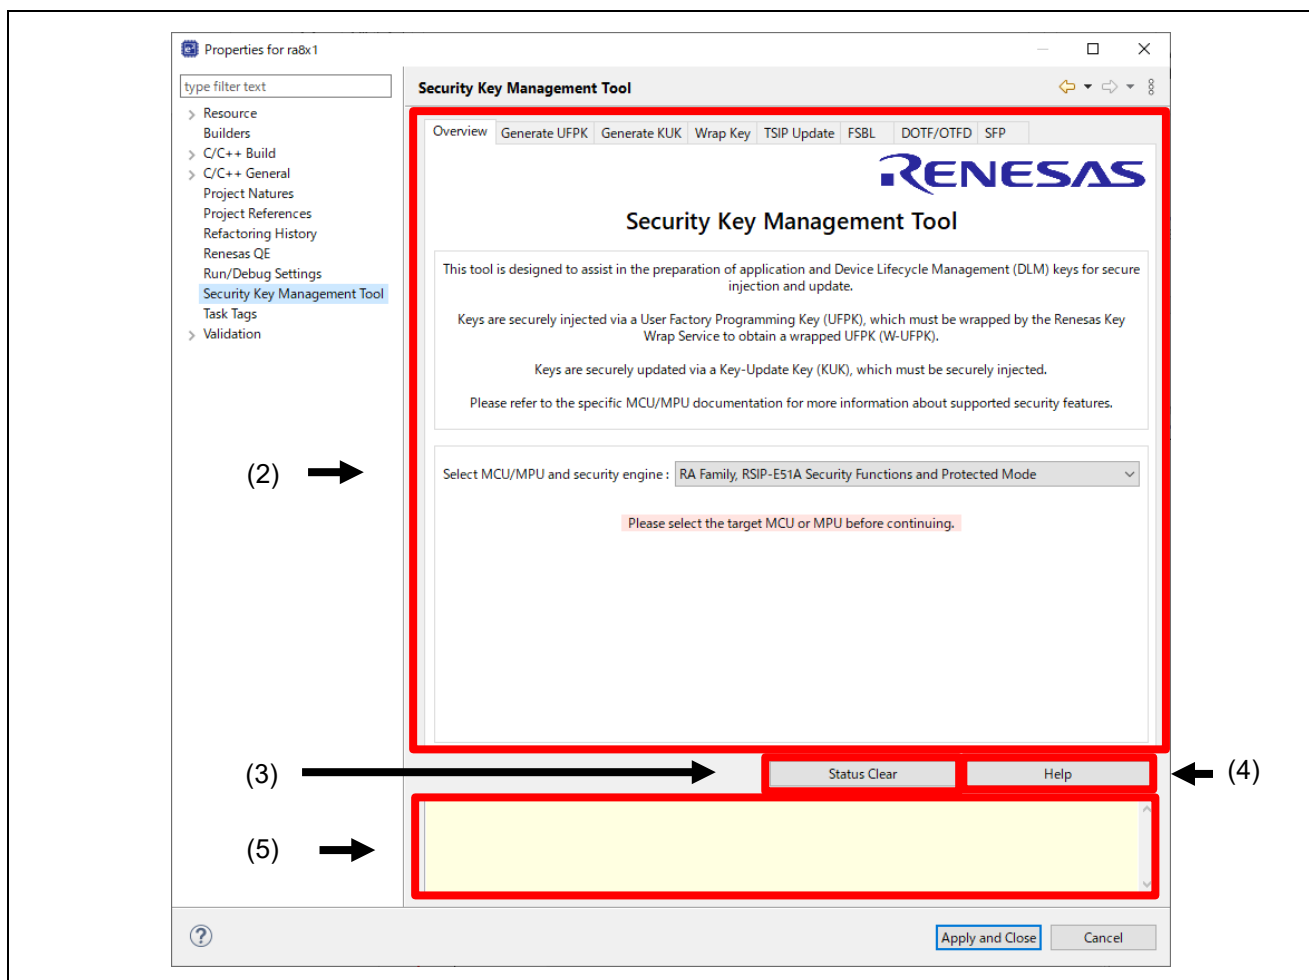 Properties for ra8x1
type filter text
Security Key Management Tool
Resource
Builders
C/C++ Build
C/C++ General
Project Natures
Project References
Refactoring History
Renesas QE
Run/Debug Settings
Security Key Management Tool
Task Tags
Validation
Overview Generate UFPK Generate KUK Wrap Key TSIP Update FSBL DOTF/OTFD SFP
RENESAS
Security Key Management Tool
This tool is designed to assist in the preparation of application and Device Lifecycle Management (DLM) keys for secure
injection and update.
Keys are securely injected via a User Factory Programming Key (UFPK), which must be wrapped by the Renesas Key
Wrap Service to obtain a wrapped UFPK (W-UFPK).
Keys are securely updated via a Key-Update Key (KUK), which must be securely injected.
Please refer to the specific MCU/MPU documentation for more information about supported security features.
(2)
Select MCU/MPU and security engine : RA Family, RSIP-E51A Security Functions and Protected Mode
Please select the target MCU or MPU before continuing.
(3)
Status Clear
Help
(4)
(5)
Apply and Close
Cancel